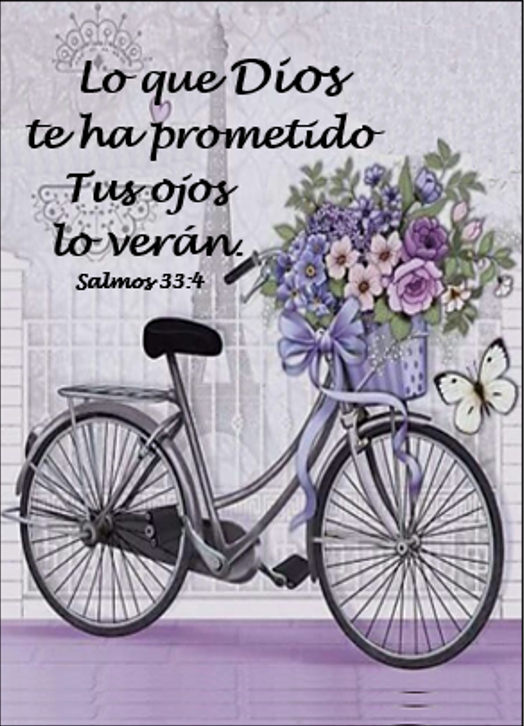 Lo que Dios
te ha prometido
Tus ojos
lo verán.
Salmos 33:4